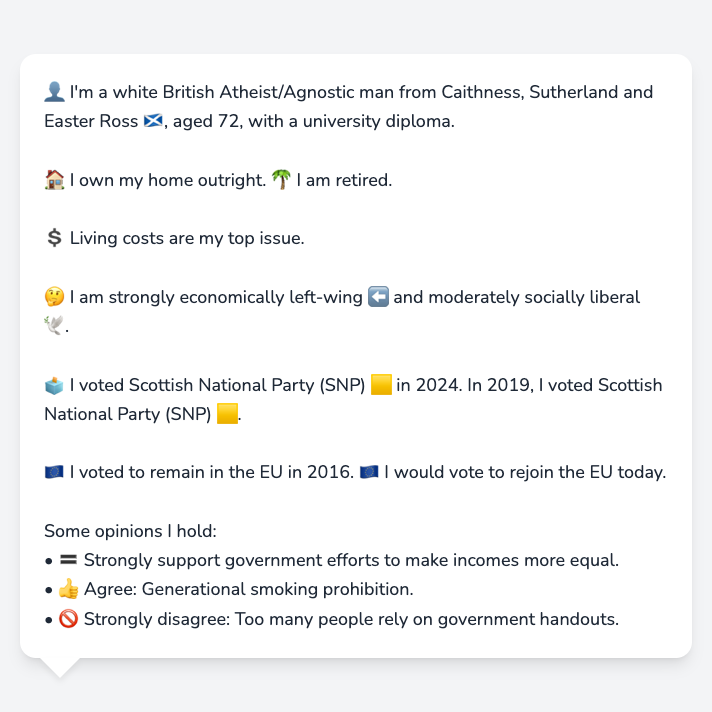 👤 I'm a white British Atheist/Agnostic man from Caithness, Sutherland and
Easter Ross 🏴󠁧󠁢󠁳󠁣󠁴󠁿, aged 72, with a university diploma.
🏠 I own my home outright. 🌴 I am retired.
💲 Living costs are my top issue.
🤔 I am strongly economically left-wing ⬅️ and moderately socially liberal
🕊️.
🗳️ I voted Scottish National Party (SNP) 🟨 in 2024. In 2019, I voted Scottish
National Party (SNP) 🟨.
🇪🇺 I voted to remain in the EU in 2016. 🇪🇺 I would vote to rejoin the EU today.
Some opinions I hold:
• 🟰 Strongly support government efforts to make incomes more equal.
• 👍 Agree: Generational smoking prohibition.
• 🚫 Strongly disagree: Too many people rely on government handouts.